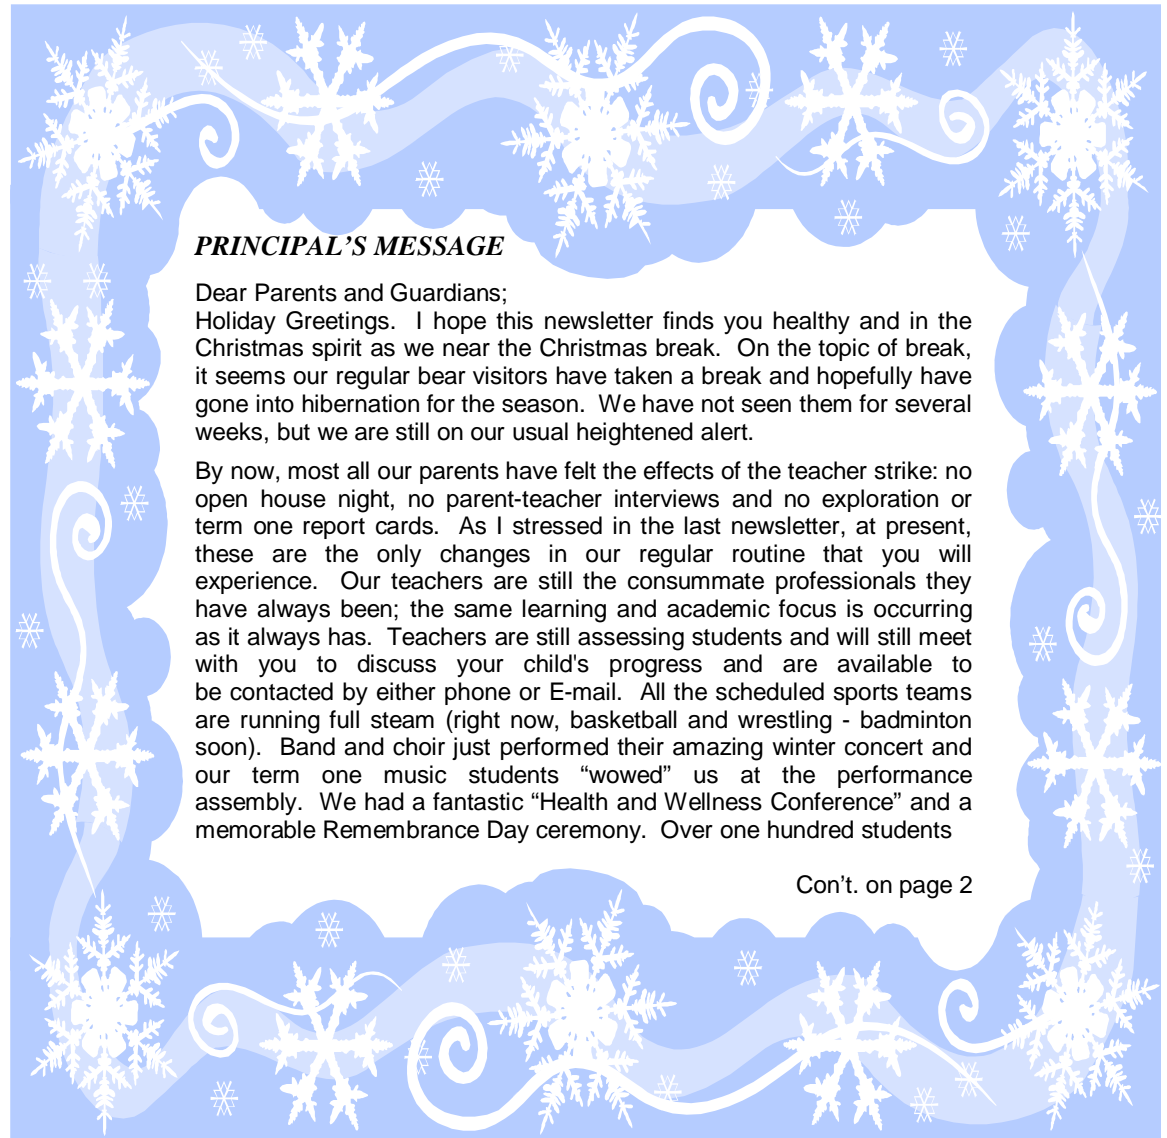 PRINCIPAL'S MESSAGE
Dear Parents and Guardians;
Holiday Greetings.  I hope this newsletter finds you healthy and in the
Christmas spirit as we near the Christmas break.  On the topic of break,
it seems our regular bear visitors have taken a break and hopefully have
gone into hibernation for the season.  We have not seen them for several
weeks, but we are still on our usual heightened alert.
By now, most all our parents have felt the effects of the teacher strike: no
open house night, no parent-teacher interviews and no exploration or
term one report cards.  As I stressed in the last newsletter, at present,
these are the only changes in our regular routine that you will
experience.  Our teachers are still the consummate professionals they
have always been; the same learning and academic focus is occurring
as it always has.  Teachers are still assessing students and will still meet
with you to discuss your child's progress and are available to
be contacted by either phone or E-mail.  All the scheduled sports teams
are running full steam (right now, basketball and wrestling - badminton
soon).  Band and choir just performed their amazing winter concert and
our term one music students “wowed” us at the performance
assembly.  We had a fantastic “Health and Wellness Conference” and a
memorable Remembrance Day ceremony.  Over one hundred students
Con’t. on page 2